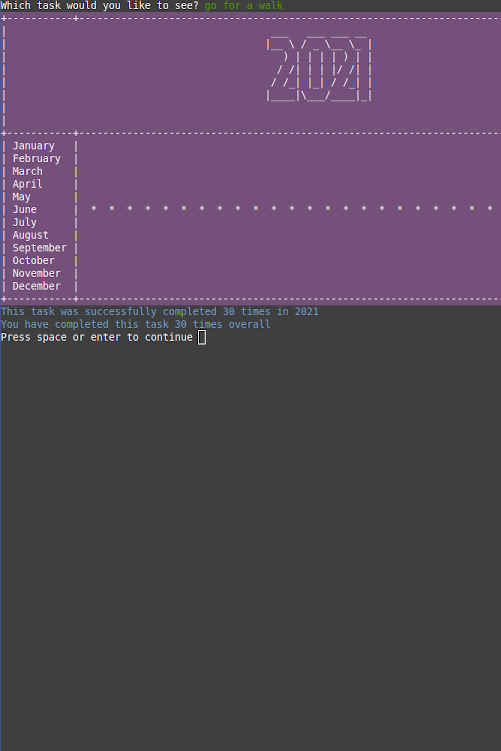 Which task would you like to see? go for a walk
2021
January
February
March
April
May
June * * * * * * * * * * * * * * * * * * * * * * *
July
August
September
October
November
December
This task was successfully completed 30 times in 2021
You have completed this task 30 times overall
Press space or enter to continue